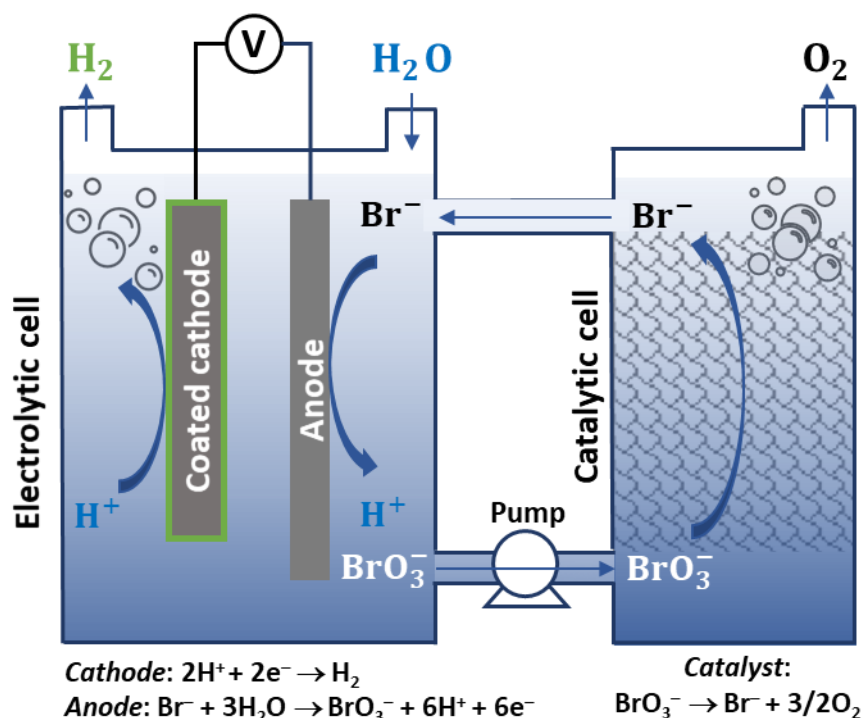 V
H₂
H₂O
O₂
Br⁻
Br⁻
Electrolytic cell
Coated cathode
Anode
Catalytic cell
H⁺
H⁺
Pump
BrO₃⁻
BrO₃⁻
Cathode: 2H⁺ + 2e⁻ → H₂
Anode: Br⁻ + 3H₂O → BrO₃⁻ + 6H⁺ + 6e⁻
Catalyst:
BrO₃⁻ → Br⁻ + 3/2O₂